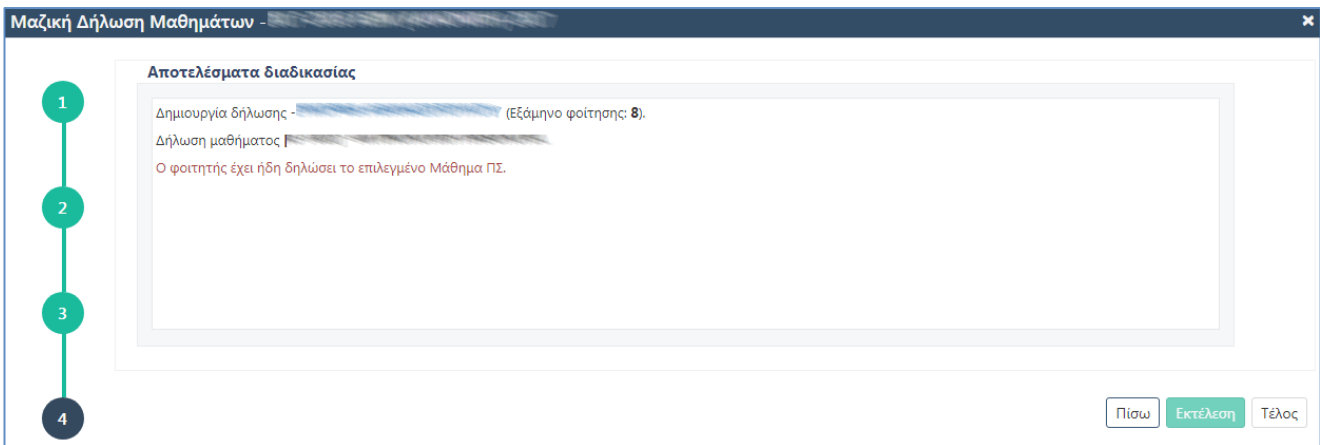 Μαζική Δήλωση Μαθημάτων -
Αποτελέσματα διαδικασίας
1
Δημιουργία δήλωσης - (Εξάμηνο φοίτησης: 8).
Δήλωση μαθήματος
Ο φοιτητής έχει ήδη δηλώσει το επιλεγμένο Μάθημα ΠΣ.
2
3
4
Πίσω Εκτέλεση Τέλος